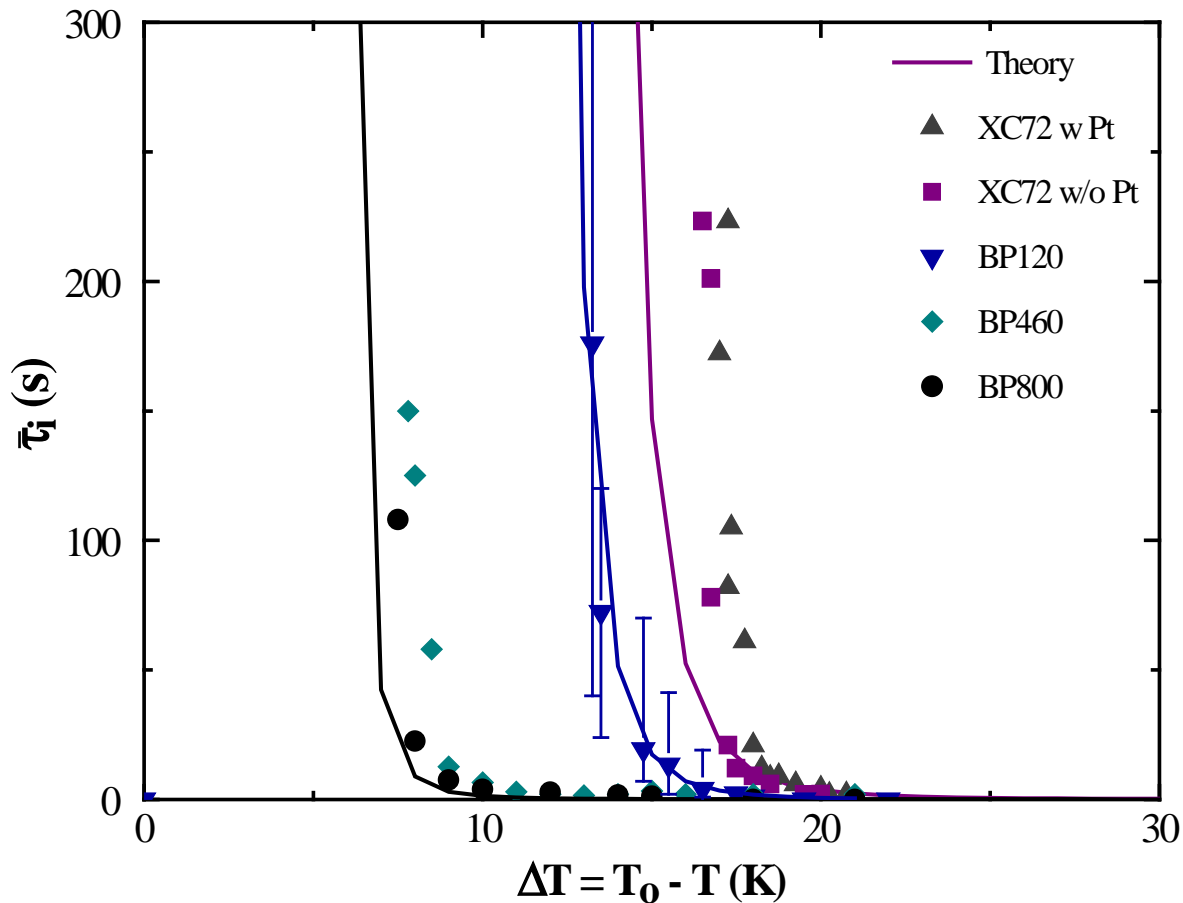 300
200
100
0
0
10
20
30
τ̄i (s)
ΔT = To - T (K)
Theory
XC72 w Pt
XC72 w/o Pt
BP120
BP460
BP800